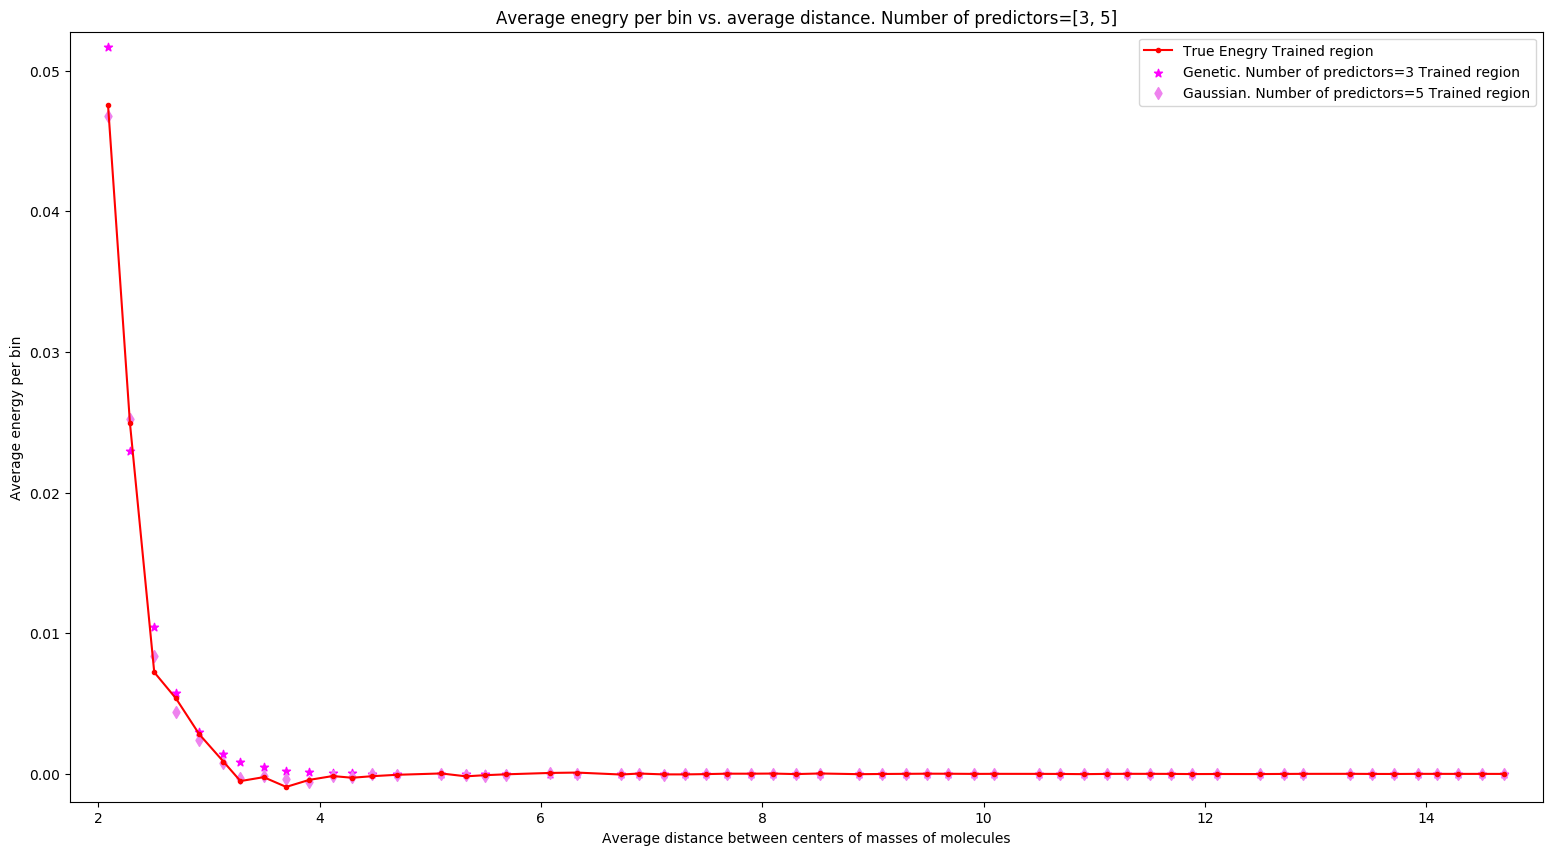 Average enegry per bin vs. average distance. Number of predictors=[3, 5]
True Enegry Trained region
Genetic. Number of predictors=3 Trained region
Gaussian. Number of predictors=5 Trained region
Average energy per bin
0.05
0.04
0.03
0.02
0.01
0.00
2 4 6 8 10 12 14
Average distance between centers of masses of molecules